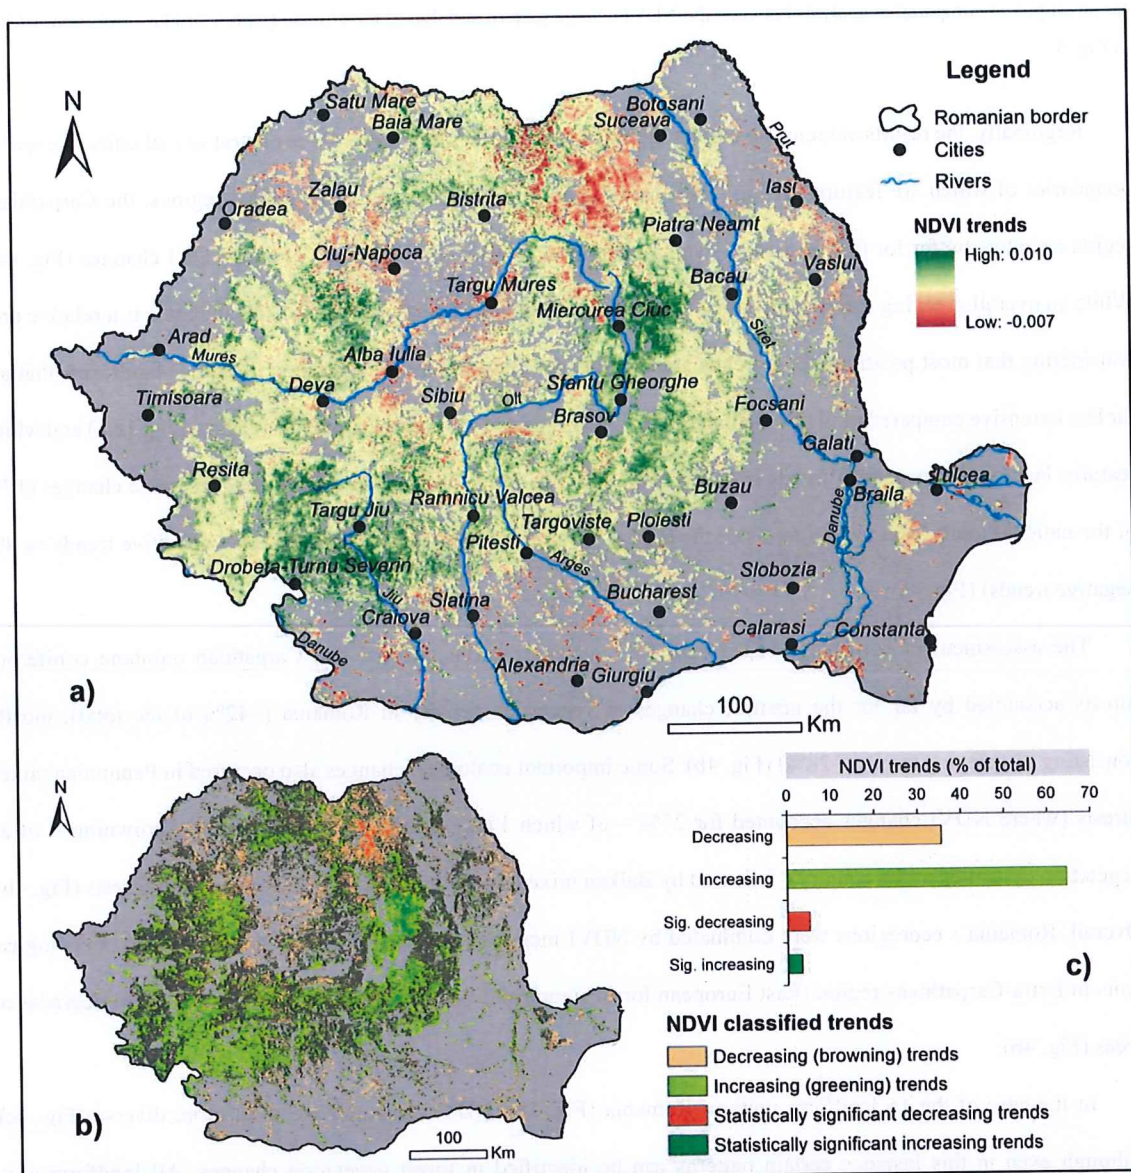 Legend
Romanian border
Cities
Rivers
NDVI trends
High: 0.010
Low: -0.007
N
Satu Mare
Baia Mare
Botosani
Suceava
Prut
Zalau
Oradea
Bistrita
Iasi
Piatra Neamt
Cluj-Napoca
Targu Mures
Bacau
Vaslui
Miercurea Ciuc
Siret
Arad
Mures
Alba Iulia
Deva
Timisoara
Sibiu
Olt
Sfantu Gheorghe
Brasov
Focsani
Galati
Resita
Ramnicu Valcea
Buzau
Braila
Tulcea
Targu Jiu
Targoviste
Ploiesti
Danube
Pitesti
Drobeta-Turnu Severin
Arges
Slobozia
Jiu
Slatina
Bucharest
Craiova
Calarasi
Constanta
Danube
Alexandria
Giurgiu
a)
100
Km
N
b)
100
Km
NDVI trends (% of total)
0 10 20 30 40 50 60 70
Decreasing
Increasing
Sig. decreasing
Sig. increasing
c)
NDVI classified trends
Decreasing (browning) trends
Increasing (greening) trends
Statistically significant decreasing trends
Statistically significant increasing trends